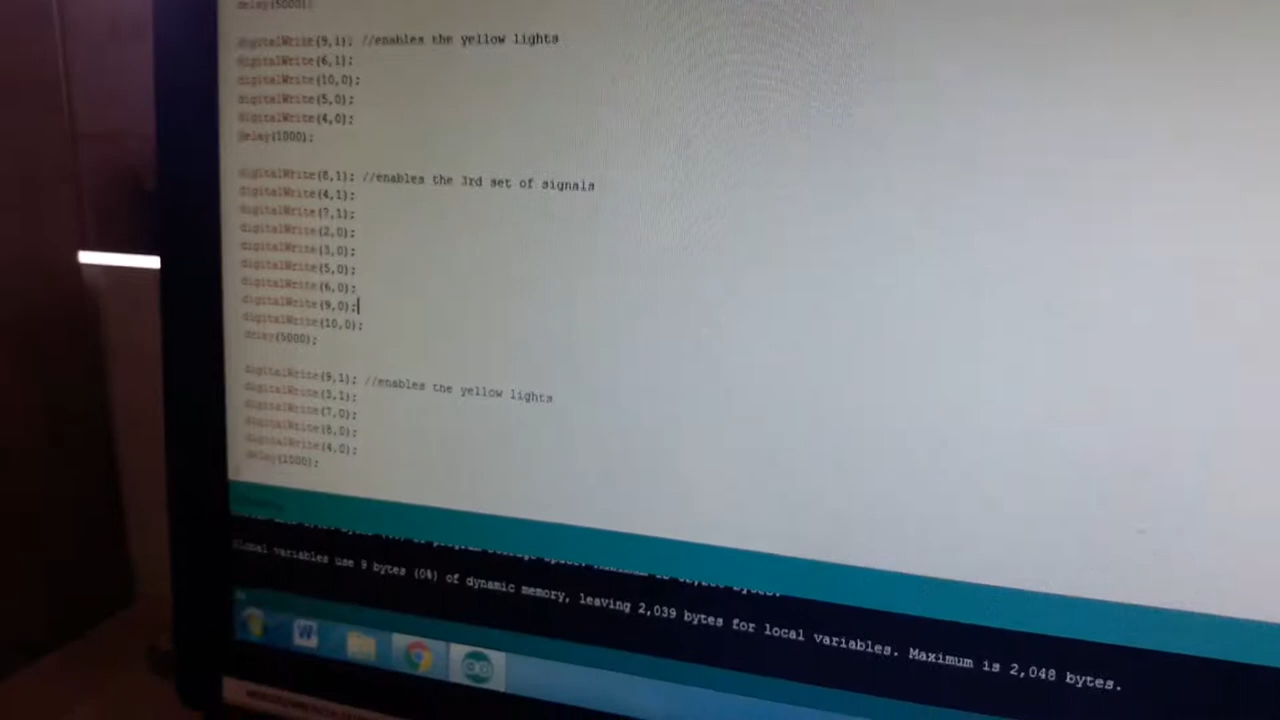 delay(5000);
digitalWrite(9,1); //enables the yellow lights
digitalWrite(6,1);
digitalWrite(10,0);
digitalWrite(5,0);
digitalWrite(4,0);
delay(1000);
digitalWrite(8,1); //enables the 3rd set of signals
digitalWrite(4,1);
digitalWrite(7,1);
digitalWrite(2,0);
digitalWrite(3,0);
digitalWrite(5,0);
digitalWrite(6,0);
digitalWrite(9,0);
digitalWrite(10,0);
delay(5000);
digitalWrite(9,1); //enables the yellow lights
digitalWrite(3,1);
digitalWrite(7,0);
digitalWrite(8,0);
digitalWrite(4,0);
delay(1000);
Global variables use 9 bytes (0%) of dynamic memory, leaving 2,039 bytes for local variables. Maximum is 2,048 bytes.
W